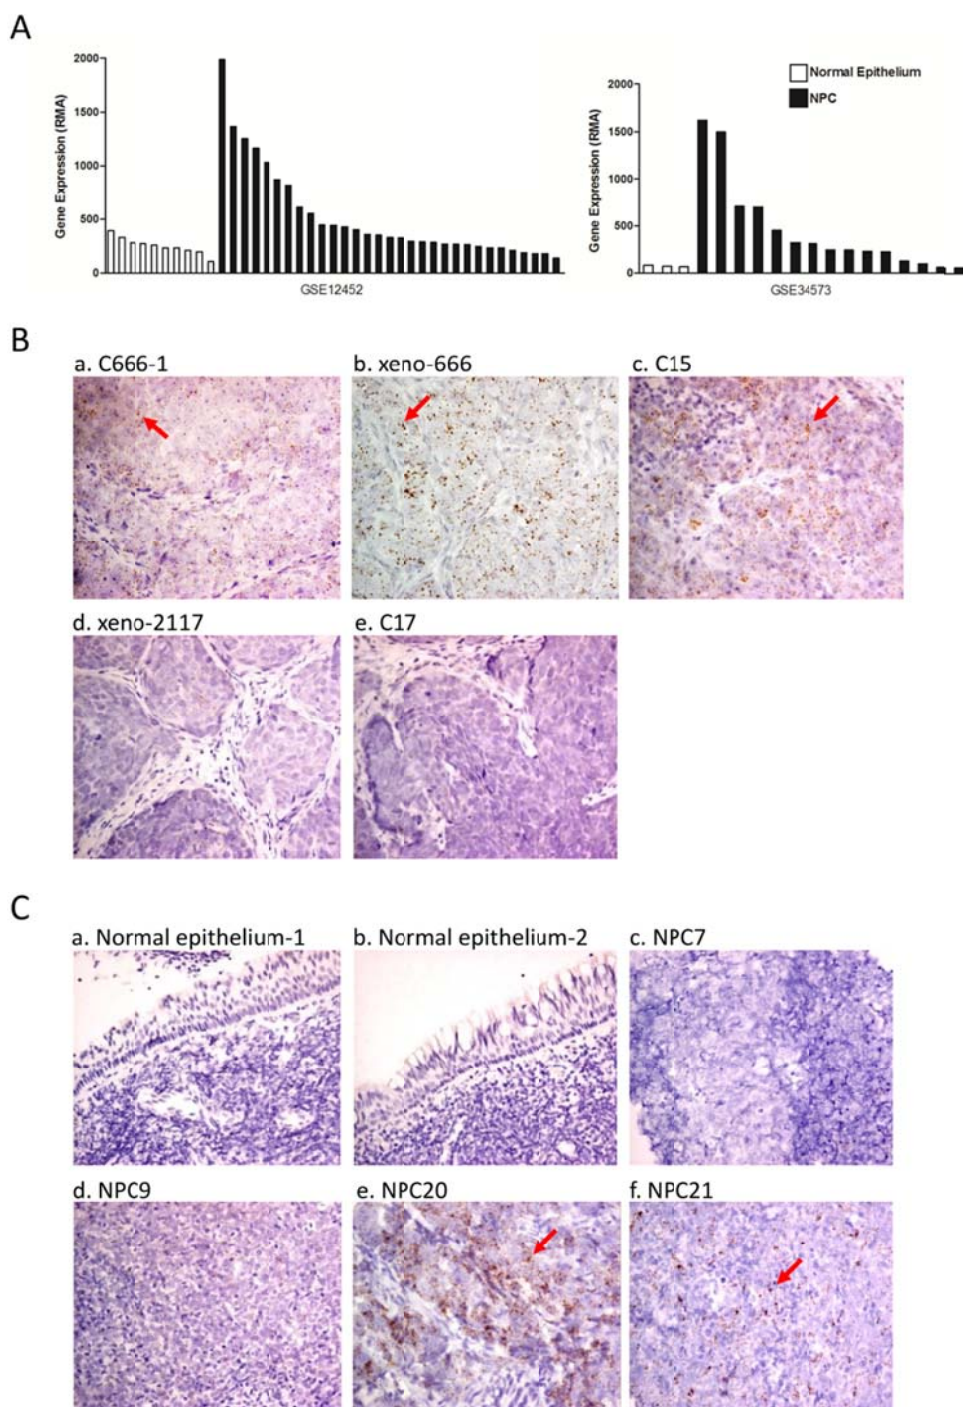 A
2000
1500
1000
500
0
Gene Expression (RMA)
GSE12452
2000
1500
1000
500
0
Gene Expression (RMA)
GSE34573
Normal Epithelium
NPC
B
a. C666-1
b. xeno-666
c. C15
d. xeno-2117
e. C17
C
a. Normal epithelium-1
b. Normal epithelium-2
c. NPC7
d. NPC9
e. NPC20
f. NPC21